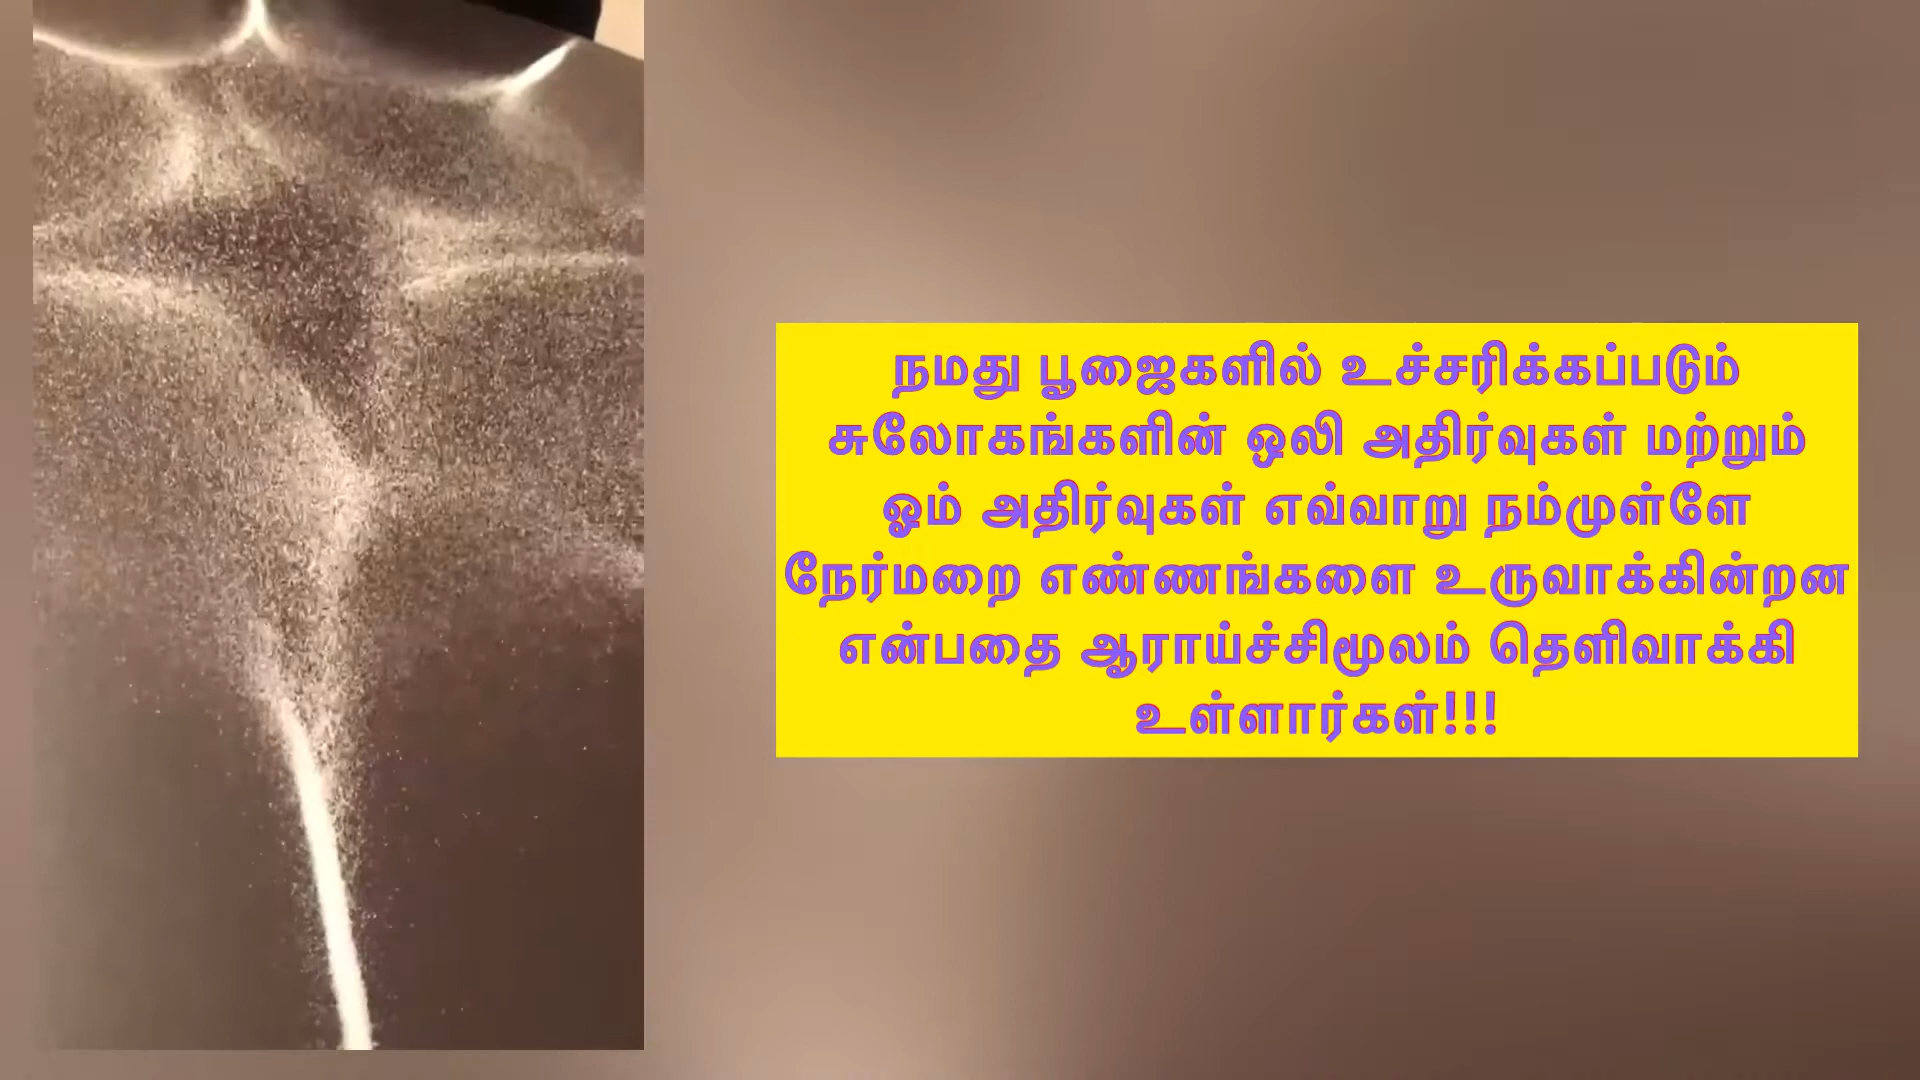 நமது பூஜைகளில் உச்சரிக்கப்படும்
சுலோகங்களின் ஒலி அதிர்வுகள் மற்றும்
ஓம் அதிர்வுகள் எவ்வாறு நம்முள்ளே
நேர்மறை எண்ணங்களை உருவாக்கின்றன
என்பதை ஆராய்ச்சிமூலம் தெளிவாக்கி
உள்ளார்கள்!!!